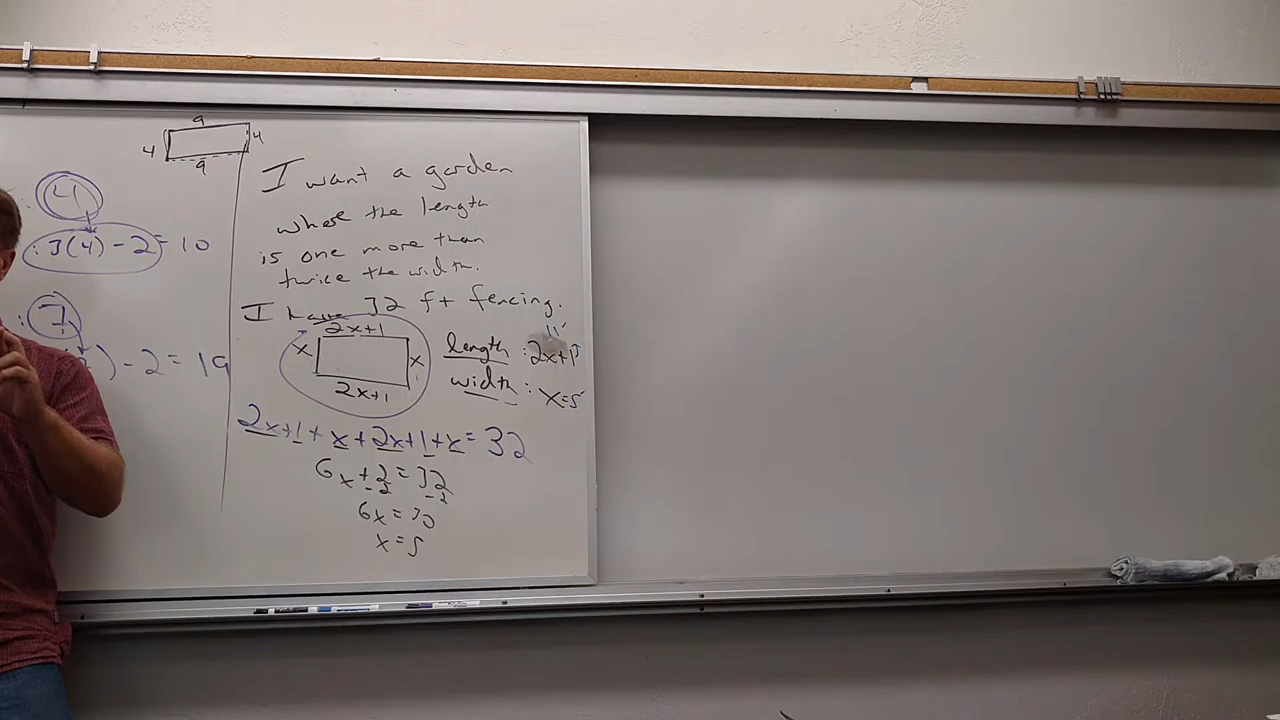 9
4
4
9
4
: 3(4) - 2 = 10
: 7
) - 2 = 19
I want a garden
where the length
is one more than
twice the width.
I have 32 ft fencing.
2x+1
x
x
2x+1
11'
length : 2x+1
width : x=5'
2x+1+x+2x+1+x=32
6x+2=32
-2 -2
6x=30
x=5